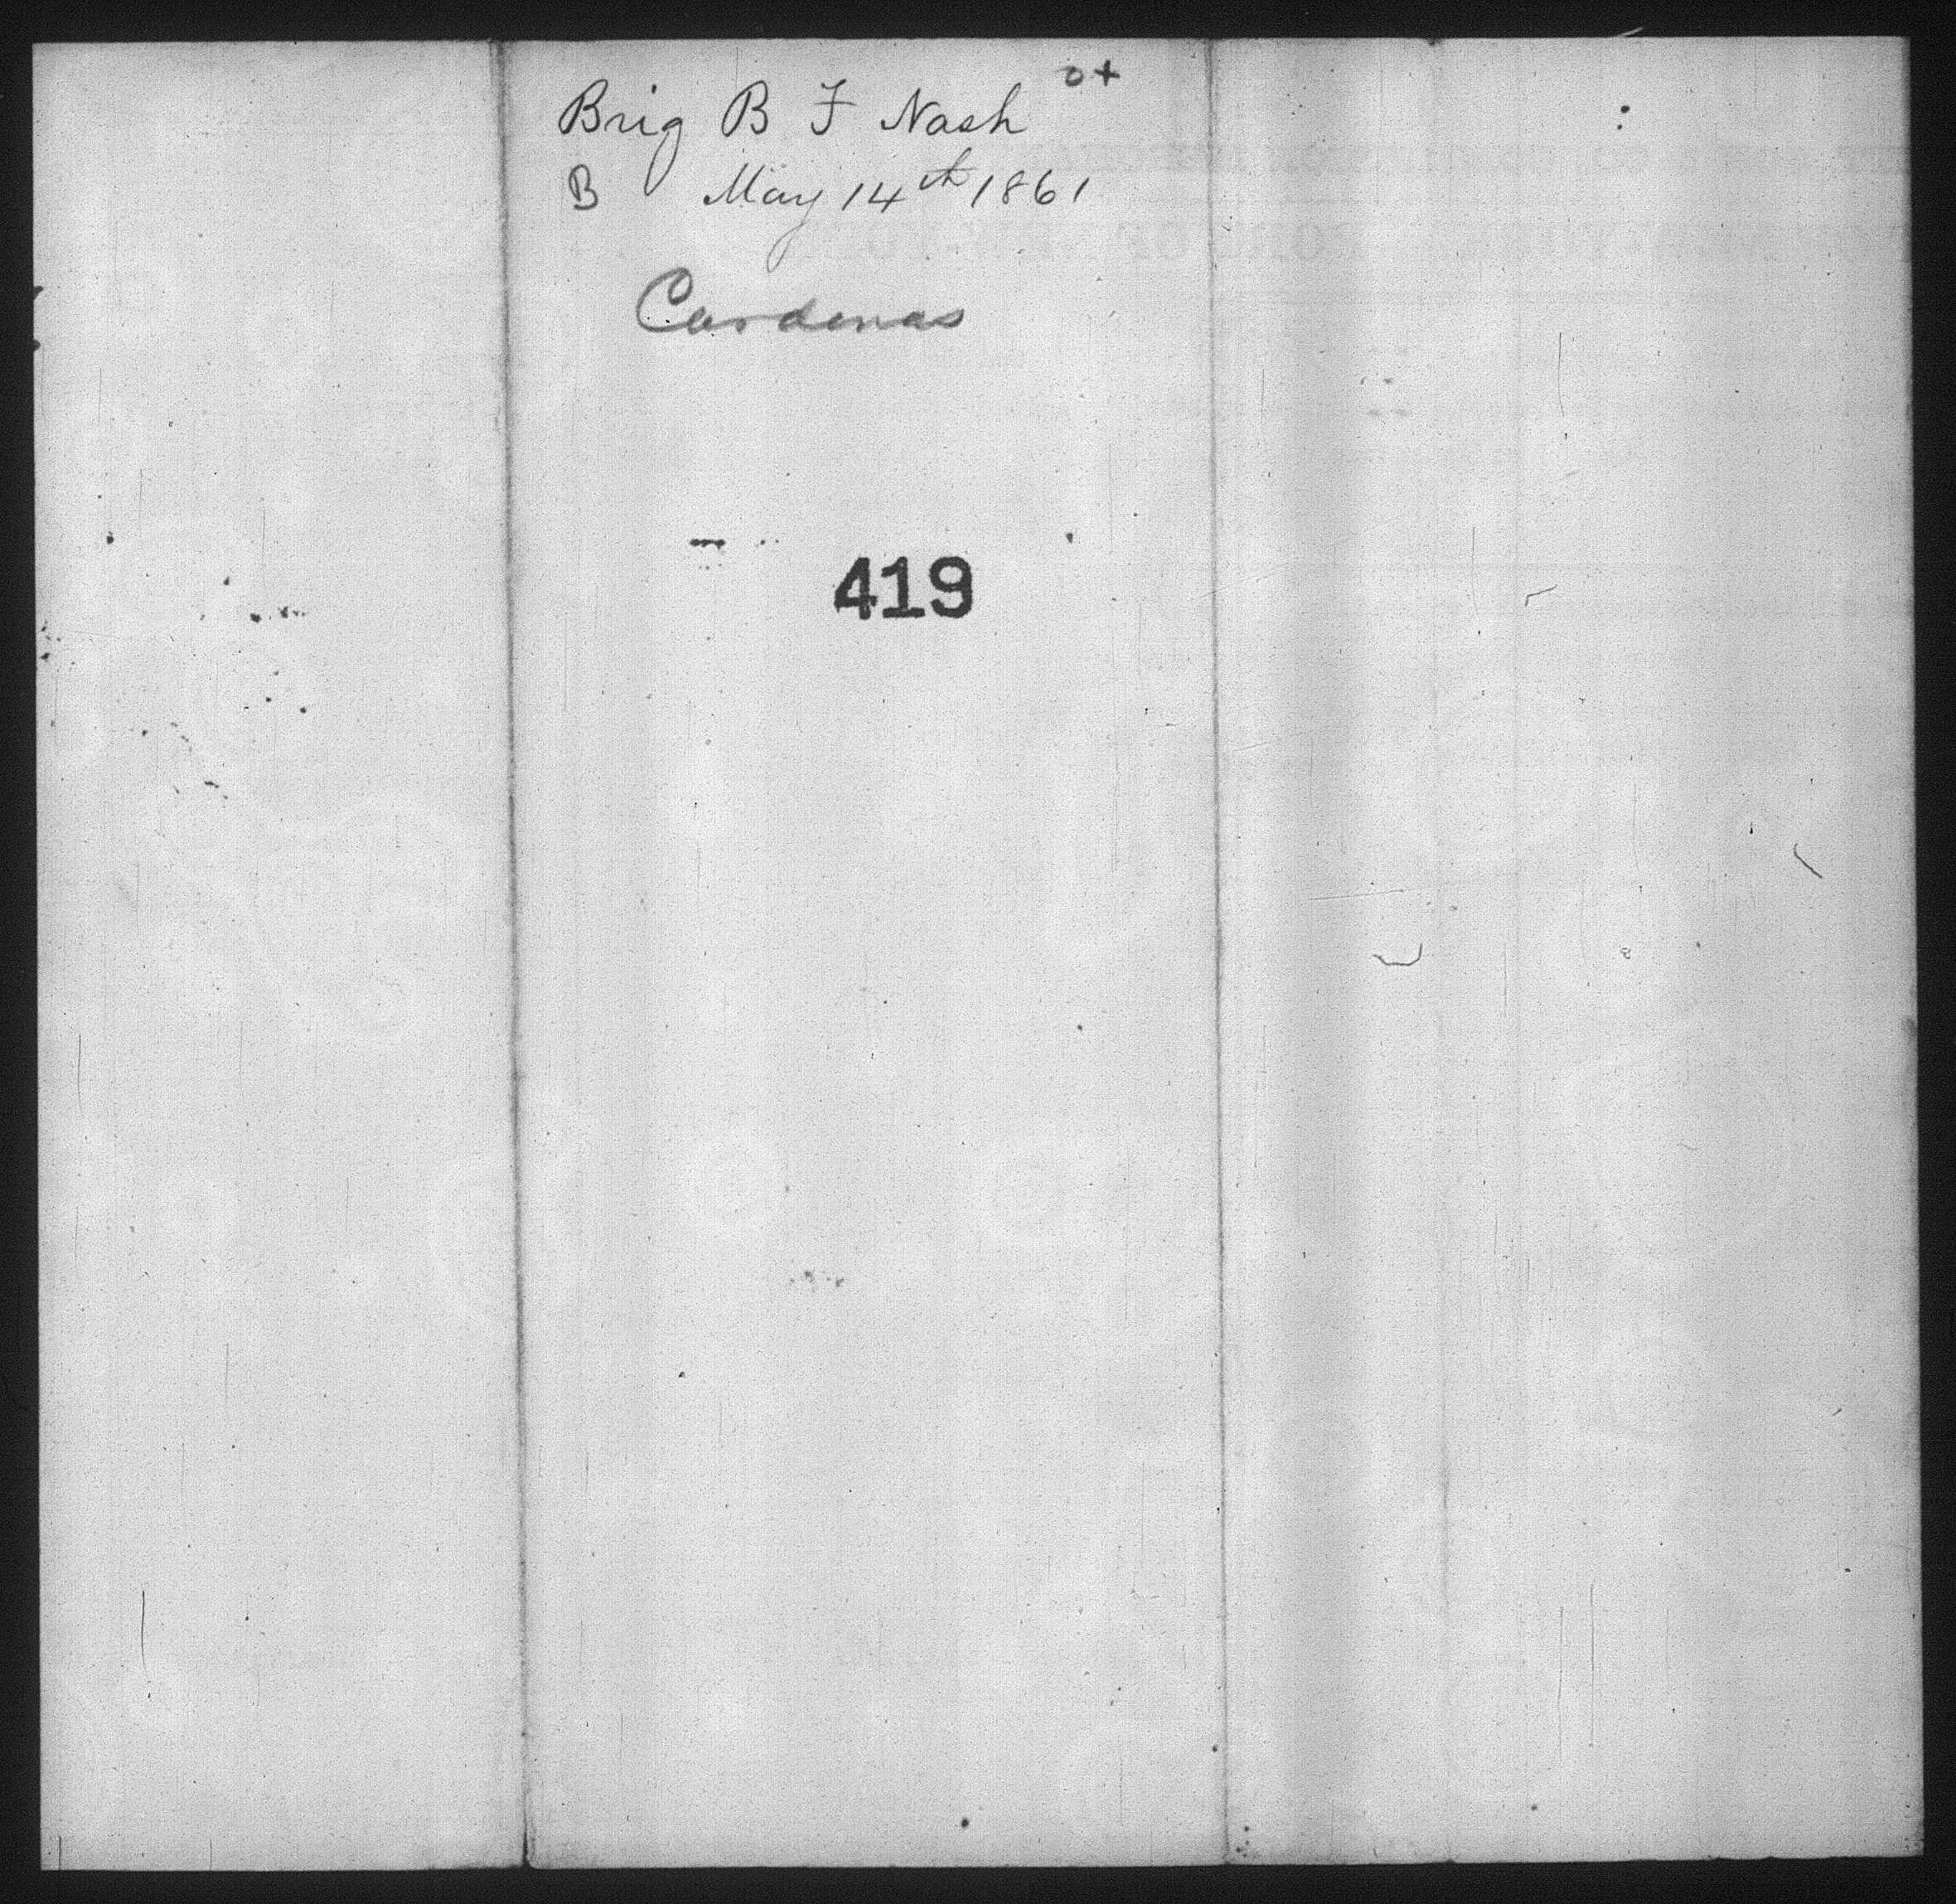 Brig B F Nash o+
B May 14th 1861
Cardenas
419